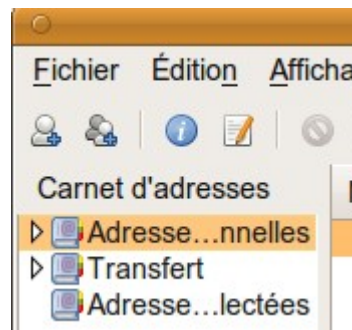 Fichier Édition Afficha
Carnet d'adresses
Adresse...nnelles
Transfert
Adresse...lectées